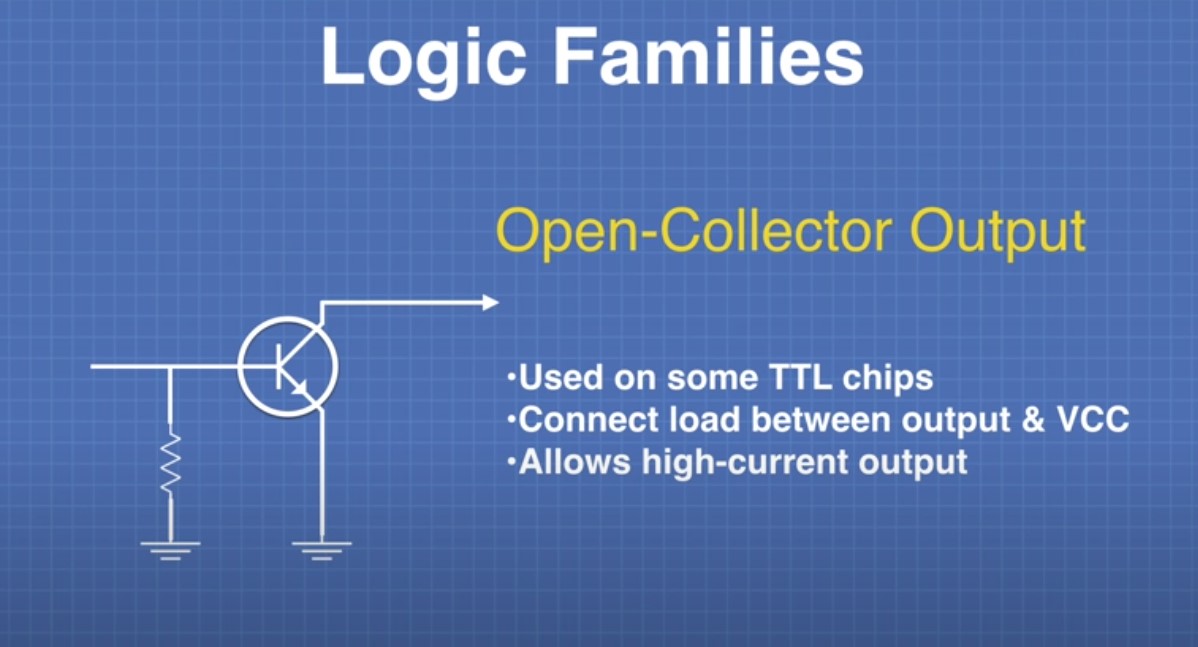 Logic Families
Open-Collector Output
•Used on some TTL chips
•Connect load between output & VCC
•Allows high-current output